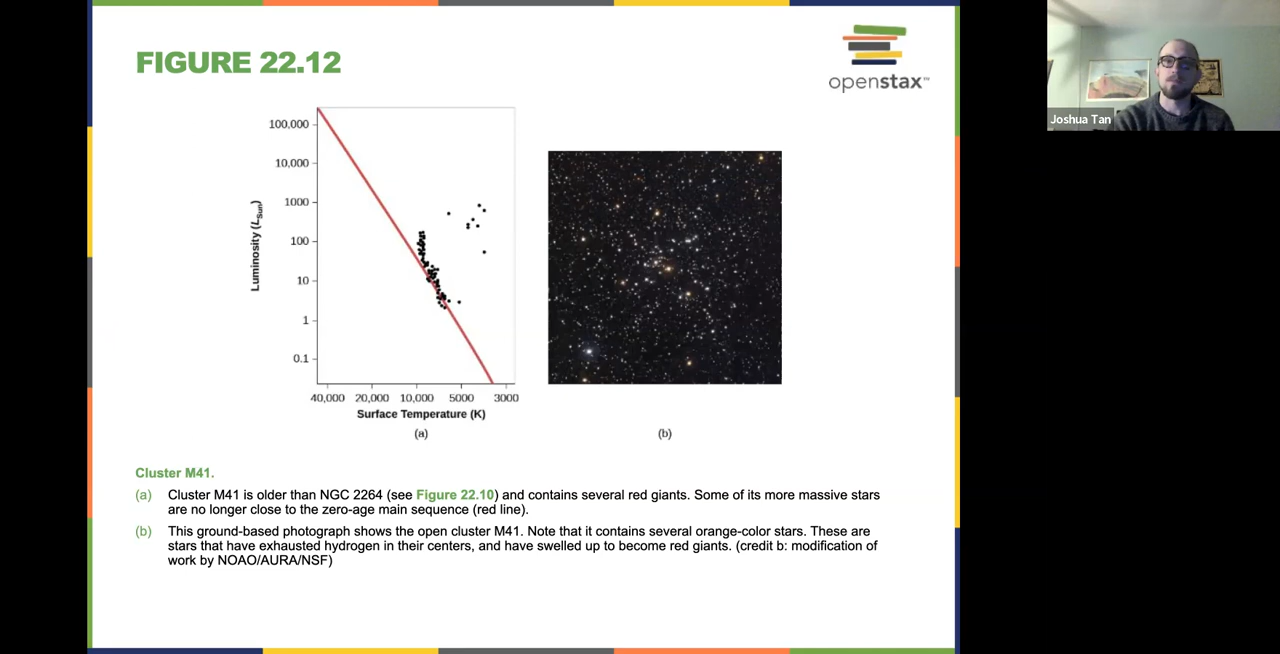 FIGURE 22.12
openstax™
Joshua Tan
100,000
10,000
1000
100
10
1
0.1
Luminosity (LSun)
40,000 20,000 10,000 5000 3000
Surface Temperature (K)
(a)
(b)
Cluster M41.
(a) Cluster M41 is older than NGC 2264 (see Figure 22.10) and contains several red giants. Some of its more massive stars
are no longer close to the zero-age main sequence (red line).
(b) This ground-based photograph shows the open cluster M41. Note that it contains several orange-color stars. These are
stars that have exhausted hydrogen in their centers, and have swelled up to become red giants. (credit b: modification of
work by NOAO/AURA/NSF)